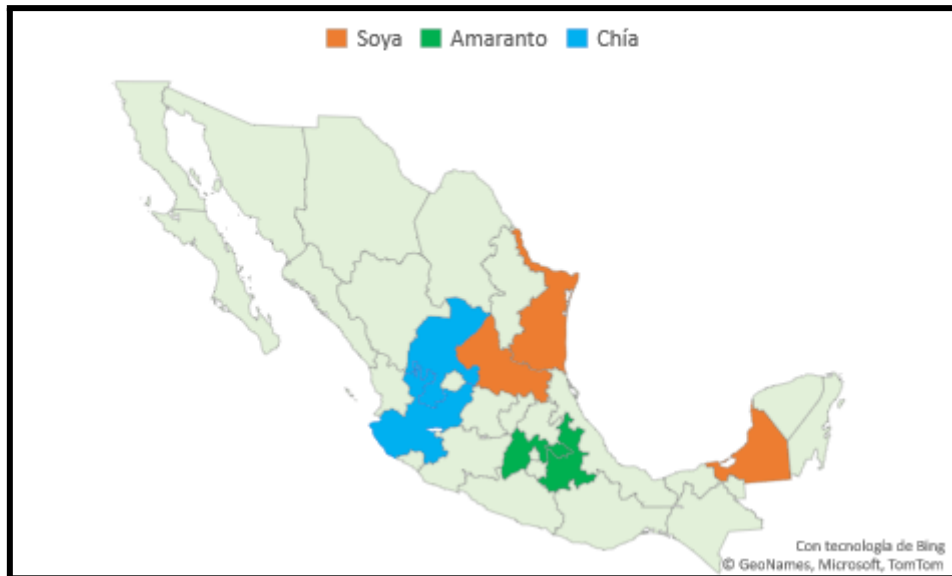 Soya Amaranto Chía
Con tecnología de Bing
© GeoNames, Microsoft, TomTom